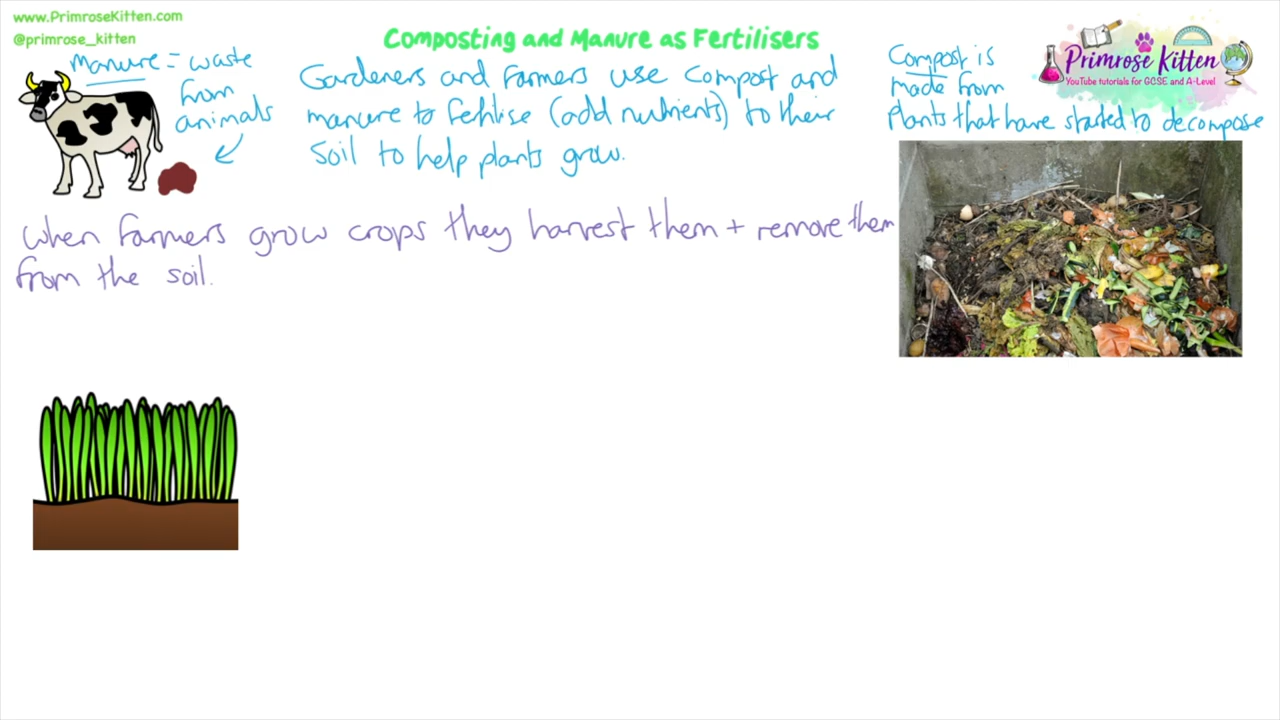 www.PrimroseKitten.com
@primrose_kitten
Composting and Manure as Fertilisers
Manure = waste
from
animals
Gardeners and Farmers use compost and
manure to fertilise (add nutrients) to their
soil to help plants grow.
Compost is
made from
plants that have started to decompose
Primrose Kitten
YouTube tutorials for GCSE and A-Level
When farmers grow crops they harvest them + remove them
from the soil.